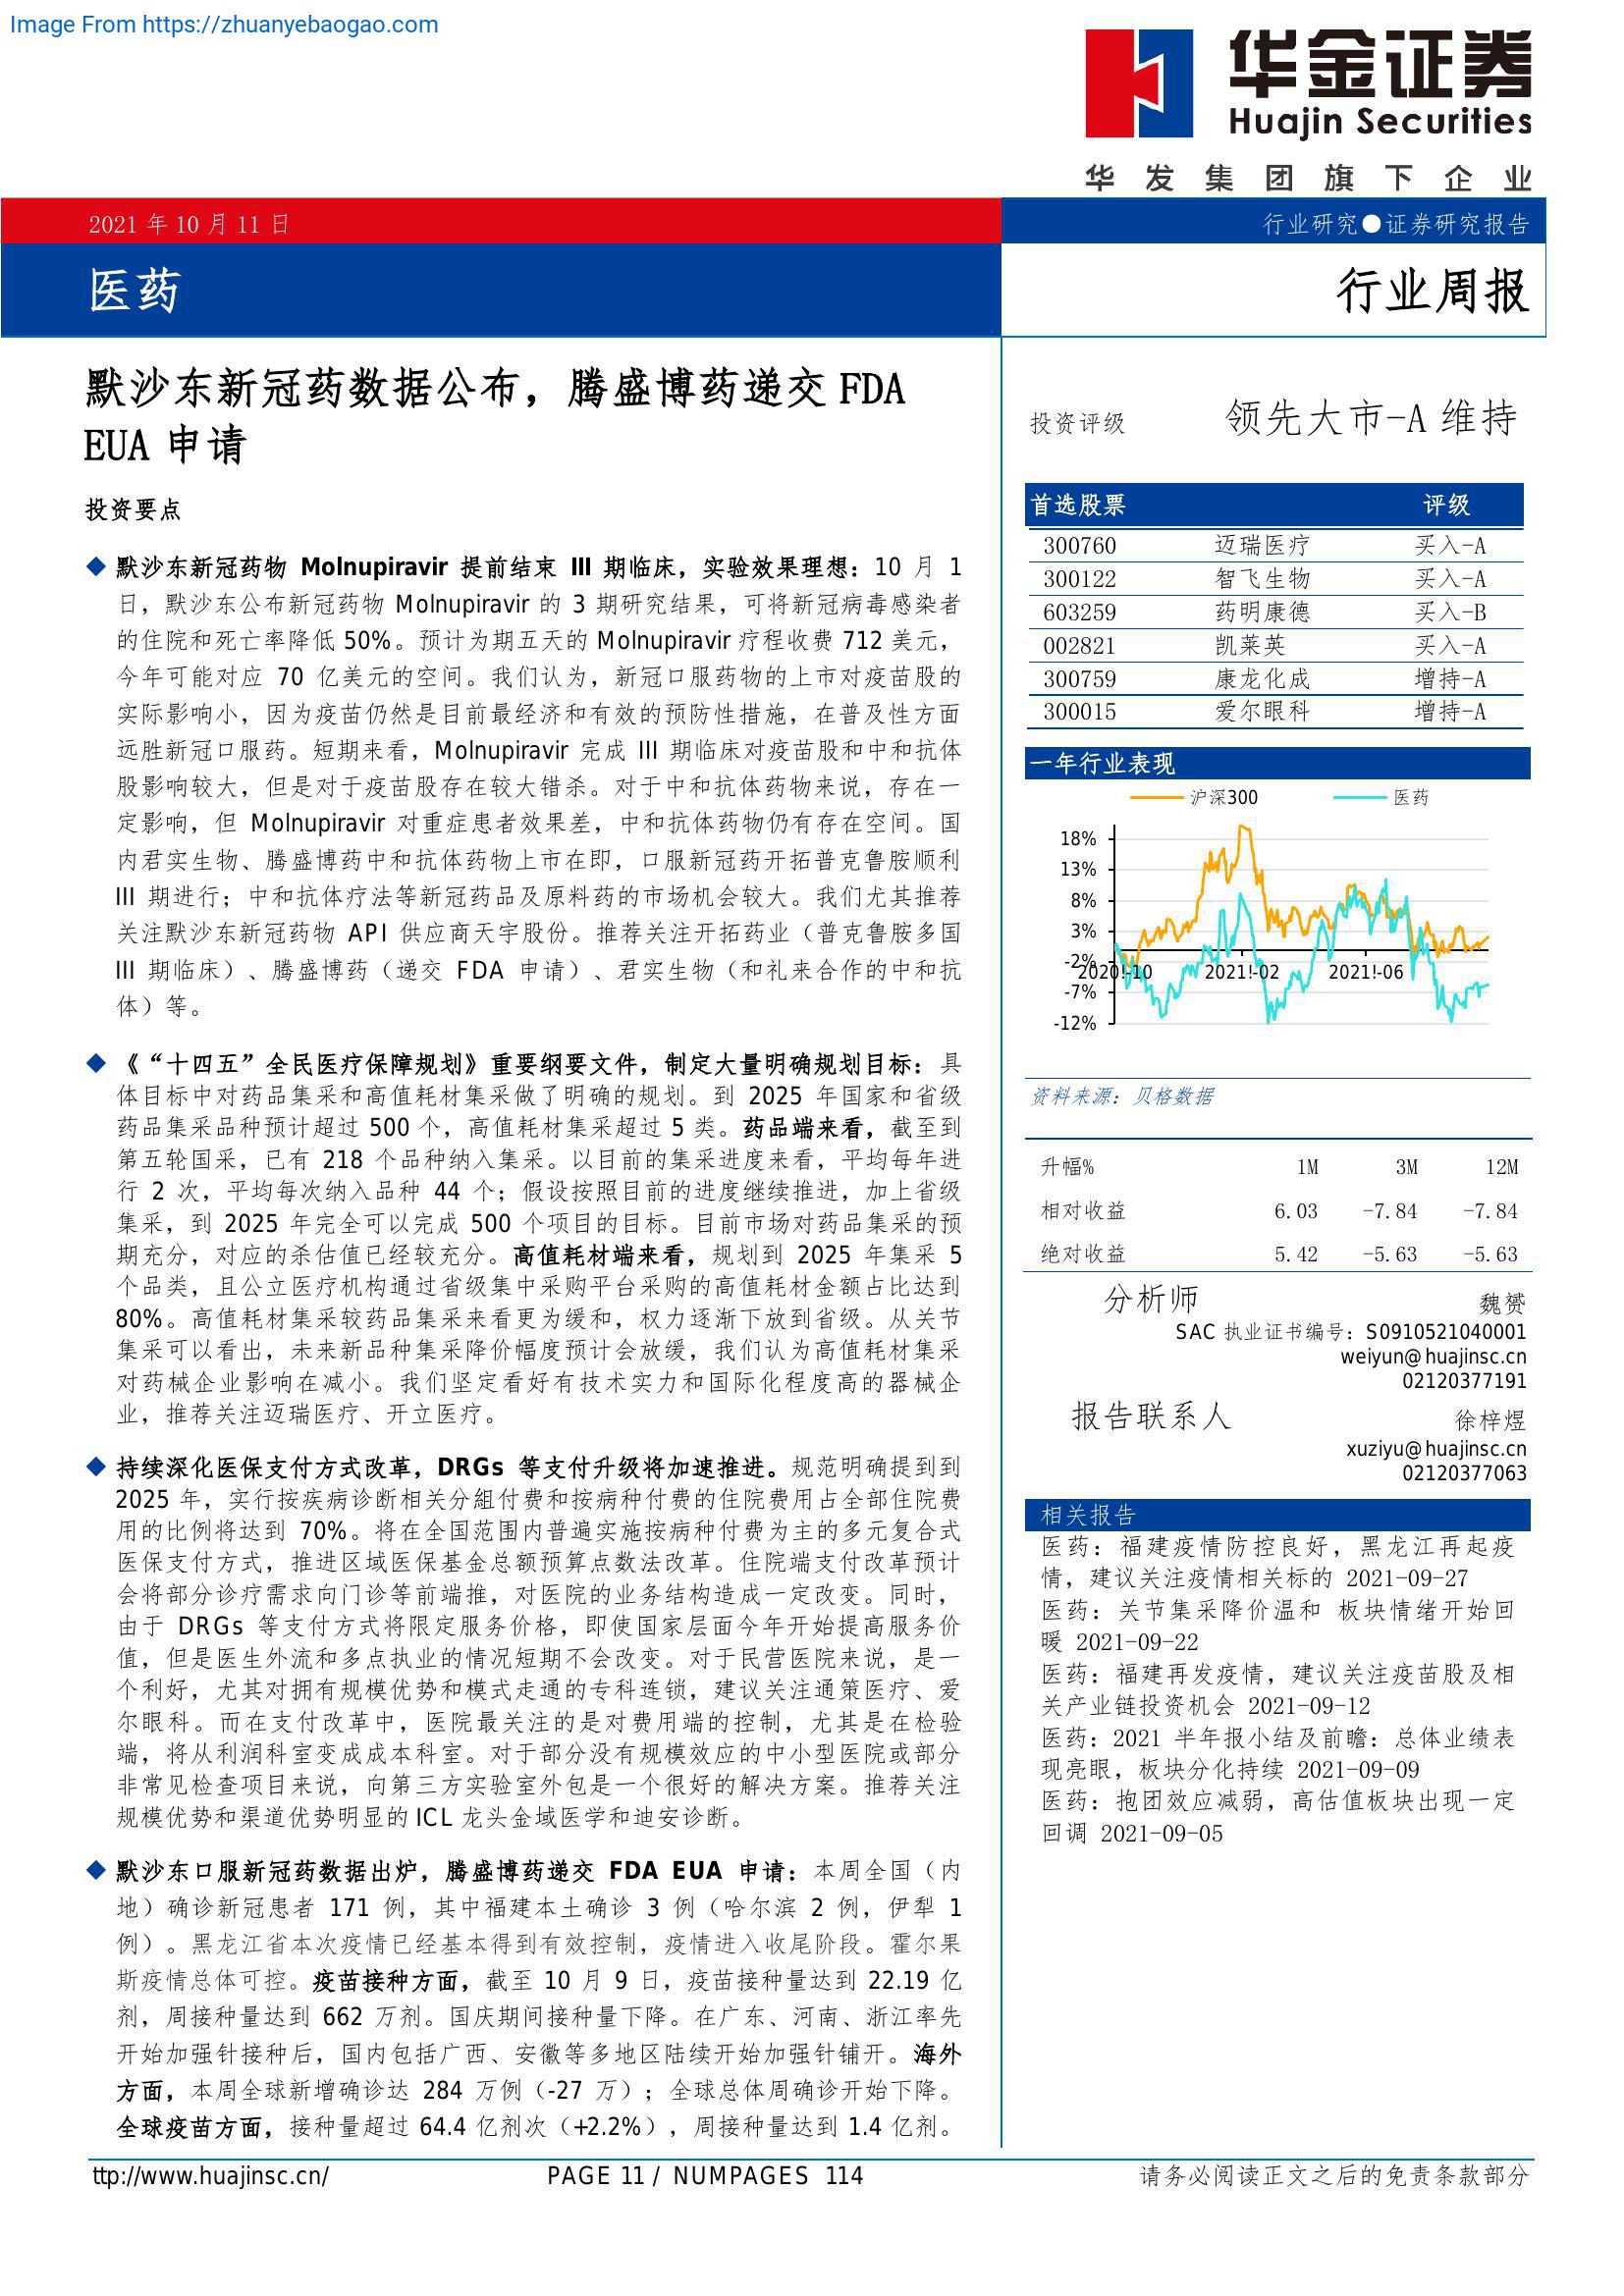 Image From https://zhuanyebaogao.com
华金证券
Huajin Securities
华发集团旗下企业
2021 年 10 月 11 日
行业研究●证券研究报告
医药
行业周报
默沙东新冠药数据公布，腾盛博药递交 FDA
EUA 申请
投资要点
◆ 默沙东新冠药物 Molnupiravir 提前结束 III 期临床，实验效果理想：10 月 1
日，默沙东公布新冠药物 Molnupiravir 的 3 期研究结果，可将新冠病毒感染者
的住院和死亡率降低 50%。预计为期五天的 Molnupiravir 疗程收费 712 美元，
今年可能对应 70 亿美元的空间。我们认为，新冠口服药物的上市对疫苗股的
实际影响小，因为疫苗仍然是目前最经济和有效的预防性措施，在普及性方面
远胜新冠口服药。短期来看，Molnupiravir 完成 III 期临床对疫苗股和中和抗体
股影响较大，但是对于疫苗股存在较大错杀。对于中和抗体药物来说，存在一
定影响，但 Molnupiravir 对重症患者效果差，中和抗体药物仍有存在空间。国
内君实生物、腾盛博药中和抗体药物上市在即，口服新冠药开拓普克鲁胺顺利
III 期进行；中和抗体疗法等新冠药品及原料药的市场机会较大。我们尤其推荐
关注默沙东新冠药物 API 供应商天宇股份。推荐关注开拓药业（普克鲁胺多国
III 期临床）、腾盛博药（递交 FDA 申请）、君实生物（和礼来合作的中和抗
体）等。
◆ 《“十四五”全民医疗保障规划》重要纲要文件，制定大量明确规划目标：具
体目标中对药品集采和高值耗材集采做了明确的规划。到 2025 年国家和省级
药品集采品种预计超过 500 个，高值耗材集采超过 5 类。药品端来看，截至到
第五轮国采，已有 218 个品种纳入集采。以目前的集采进度来看，平均每年进
行 2 次，平均每次纳入品种 44 个；假设按照目前的进度继续推进，加上省级
集采，到 2025 年完全可以完成 500 个项目的目标。目前市场对药品集采的预
期充分，对应的杀估值已经较充分。高值耗材端来看，规划到 2025 年集采 5
个品类，且公立医疗机构通过省级集中采购平台采购的高值耗材金额占比达到
80%。高值耗材集采较药品集采来看更为缓和，权力逐渐下放到省级。从关节
集采可以看出，未来新品种集采降价幅度预计会放缓，我们认为高值耗材集采
对药械企业影响在减小。我们坚定看好有技术实力和国际化程度高的器械企
业，推荐关注迈瑞医疗、开立医疗。
◆ 持续深化医保支付方式改革，DRGs 等支付升级将加速推进。规范明确提到到
2025 年，实行按疾病诊断相关分组付费和按病种付费的住院费用占全部住院费
用的比例将达到 70%。将在全国范围内普遍实施按病种付费为主的多元复合式
医保支付方式，推进区域医保基金总额预算点数法改革。住院端支付改革预计
会将部分诊疗需求向门诊等前端推，对医院的业务结构造成一定改变。同时，
由于 DRGs 等支付方式将限定服务价格，即使国家层面今年开始提高服务价
值，但是医生外流和多点执业的情况短期不会改变。对于民营医院来说，是一
个利好，尤其对拥有规模优势和模式走通的专科连锁，建议关注通策医疗、爱
尔眼科。而在支付改革中，医院最关注的是对费用端的控制，尤其是在检验
端，将从利润科室变成成本科室。对于部分没有规模效应的中小型医院或部分
非常见检查项目来说，向第三方实验室外包是一个很好的解决方案。推荐关注
规模优势和渠道优势明显的 ICL 龙头金域医学和迪安诊断。
◆ 默沙东口服新冠药数据出炉，腾盛博药递交 FDA EUA 申请：本周全国（内
地）确诊新冠患者 171 例，其中福建本土确诊 3 例（哈尔滨 2 例，伊犁 1
例）。黑龙江省本次疫情已经基本得到有效控制，疫情进入收尾阶段。霍尔果
斯疫情总体可控。疫苗接种方面，截至 10 月 9 日，疫苗接种量达到 22.19 亿
剂，周接种量达到 662 万剂。国庆期间接种量下降。在广东、河南、浙江率先
开始加强针接种后，国内包括广西、安徽等多地区陆续开始加强针铺开。海外
方面，本周全球新增确诊达 284 万例（-27 万）；全球总体周确诊开始下降。
全球疫苗方面，接种量超过 64.4 亿剂次（+2.2%），周接种量达到 1.4 亿剂。
投资评级 领先大市-A 维持
首选股票 评级
300760 迈瑞医疗 买入-A
300122 智飞生物 买入-A
603259 药明康德 买入-B
002821 凯莱英 买入-A
300759 康龙化成 增持-A
300015 爱尔眼科 增持-A
一年行业表现
沪深300 医药
18%
13%
8%
3%
-2%
2020!-10 2021!-02 2021!-06
-7%
-12%
资料来源：贝格数据
升幅% 1M 3M 12M
相对收益 6.03 -7.84 -7.84
绝对收益 5.42 -5.63 -5.63
分析师 魏赟
SAC 执业证书编号：S0910521040001
weiyun@huajinsc.cn
02120377191
报告联系人 徐梓煜
xuziyu@huajinsc.cn
02120377063
相关报告
医药：福建疫情防控良好，黑龙江再起疫
情，建议关注疫情相关标的 2021-09-27
医药：关节集采降价温和 板块情绪开始回
暖 2021-09-22
医药：福建再发疫情，建议关注疫苗股及相
关产业链投资机会 2021-09-12
医药：2021 半年报小结及前瞻：总体业绩表
现亮眼，板块分化持续 2021-09-09
医药：抱团效应减弱，高估值板块出现一定
回调 2021-09-05
ttp://www.huajinsc.cn/ PAGE 11 / NUMPAGES 114 请务必阅读正文之后的免责条款部分